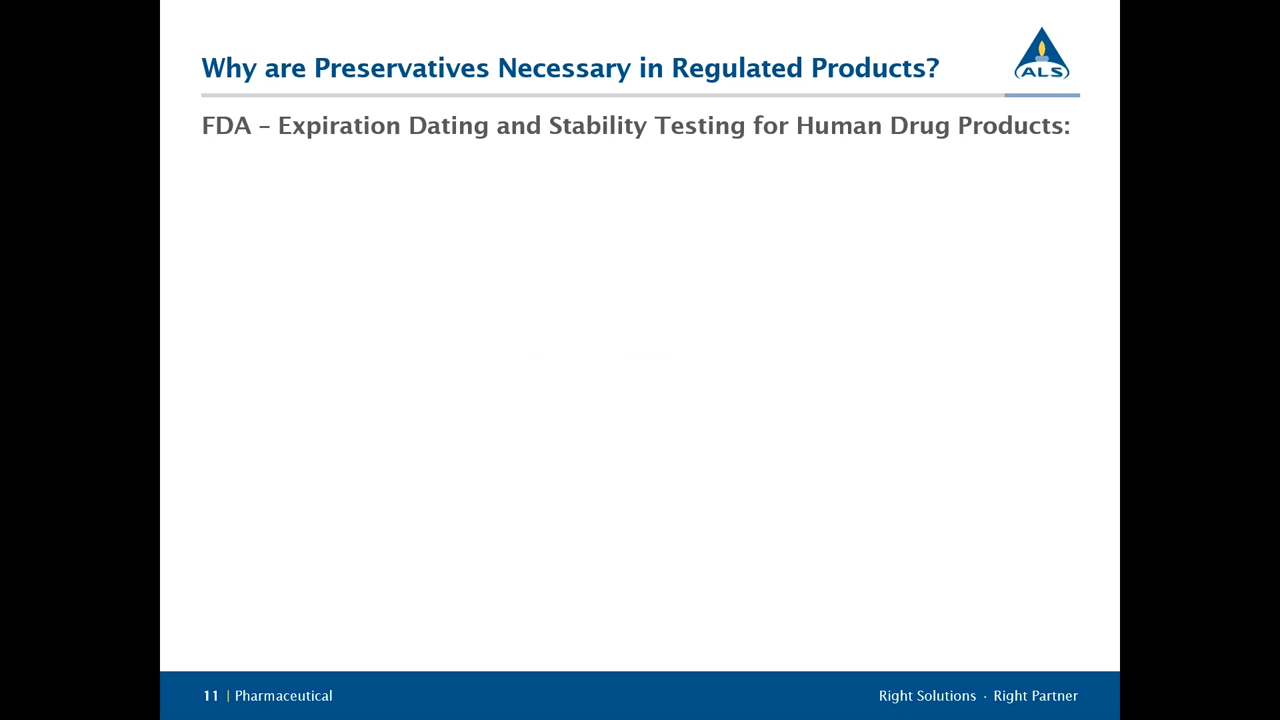 Why are Preservatives Necessary in Regulated Products?
ALS
FDA – Expiration Dating and Stability Testing for Human Drug Products:
11 | Pharmaceutical
Right Solutions · Right Partner